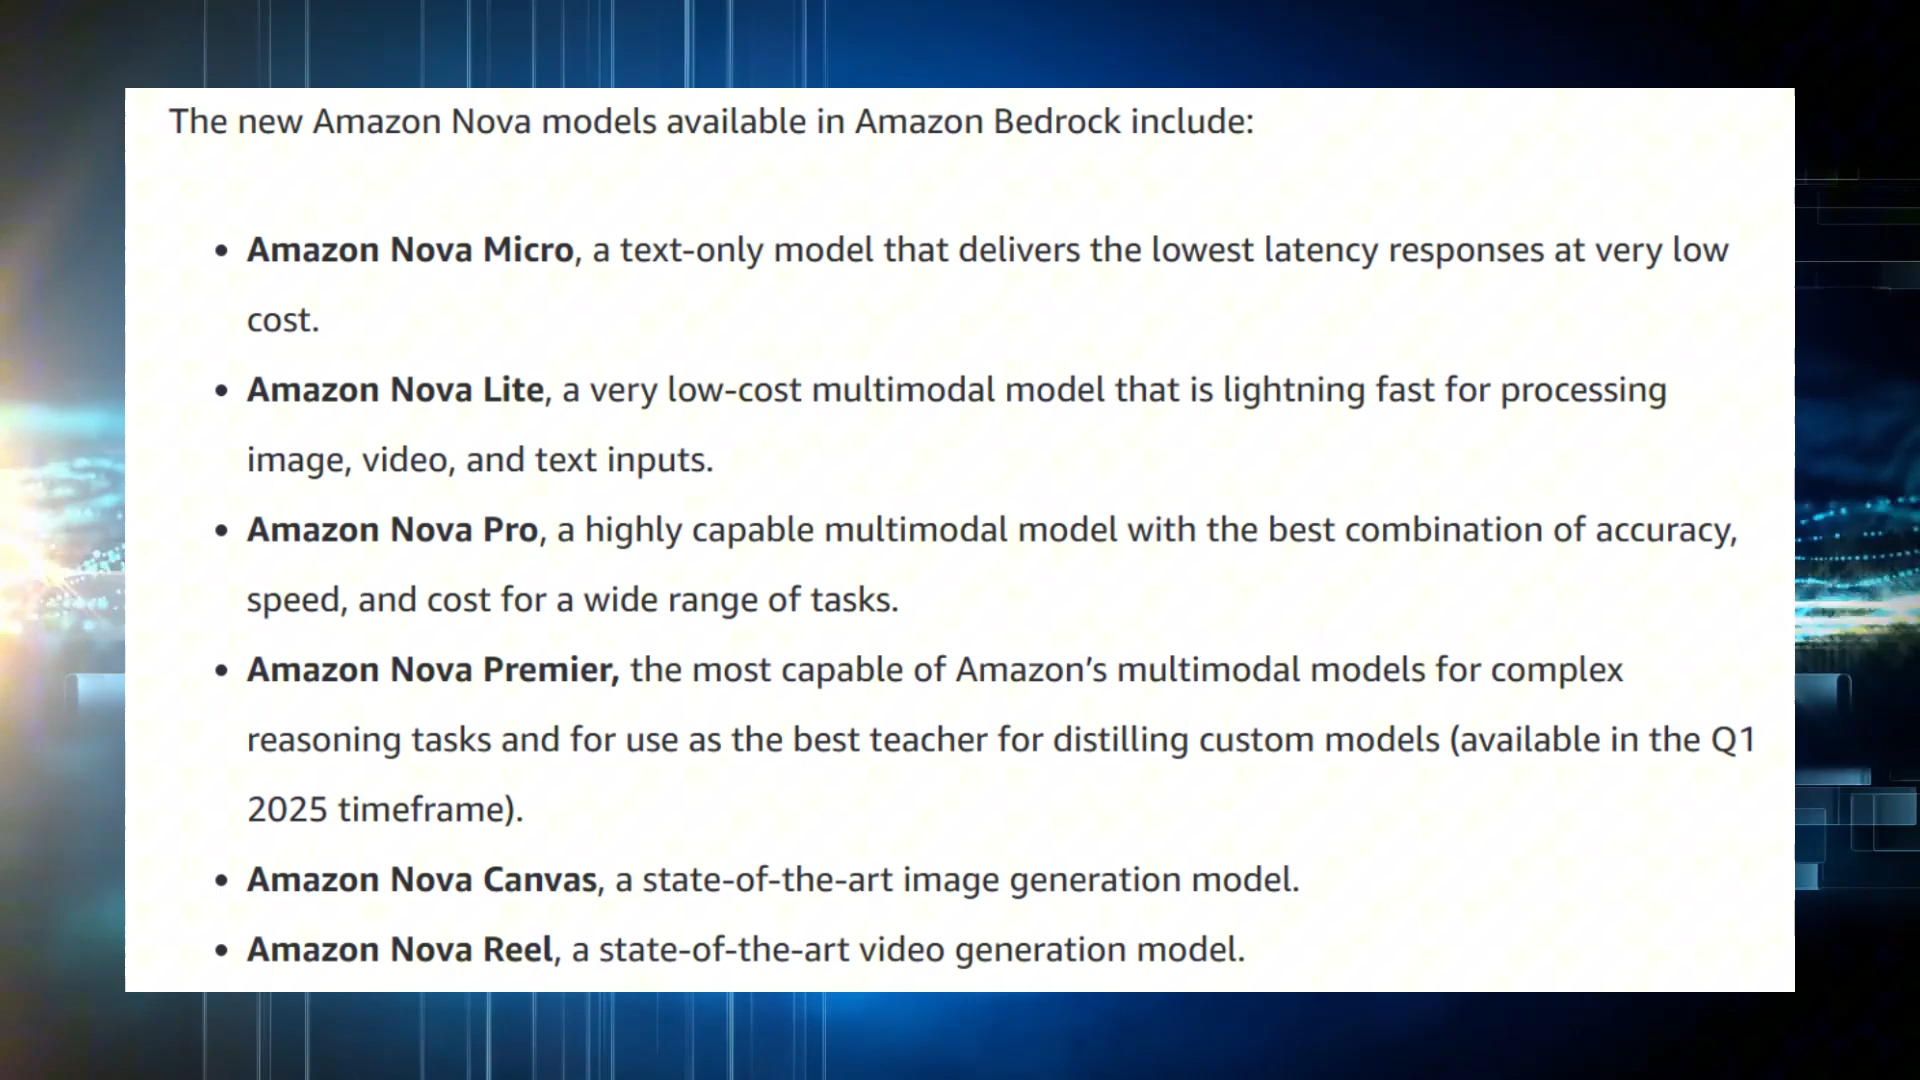 The new Amazon Nova models available in Amazon Bedrock include:
• Amazon Nova Micro, a text-only model that delivers the lowest latency responses at very low
cost.
• Amazon Nova Lite, a very low-cost multimodal model that is lightning fast for processing
image, video, and text inputs.
• Amazon Nova Pro, a highly capable multimodal model with the best combination of accuracy,
speed, and cost for a wide range of tasks.
• Amazon Nova Premier, the most capable of Amazon’s multimodal models for complex
reasoning tasks and for use as the best teacher for distilling custom models (available in the Q1
2025 timeframe).
• Amazon Nova Canvas, a state-of-the-art image generation model.
• Amazon Nova Reel, a state-of-the-art video generation model.